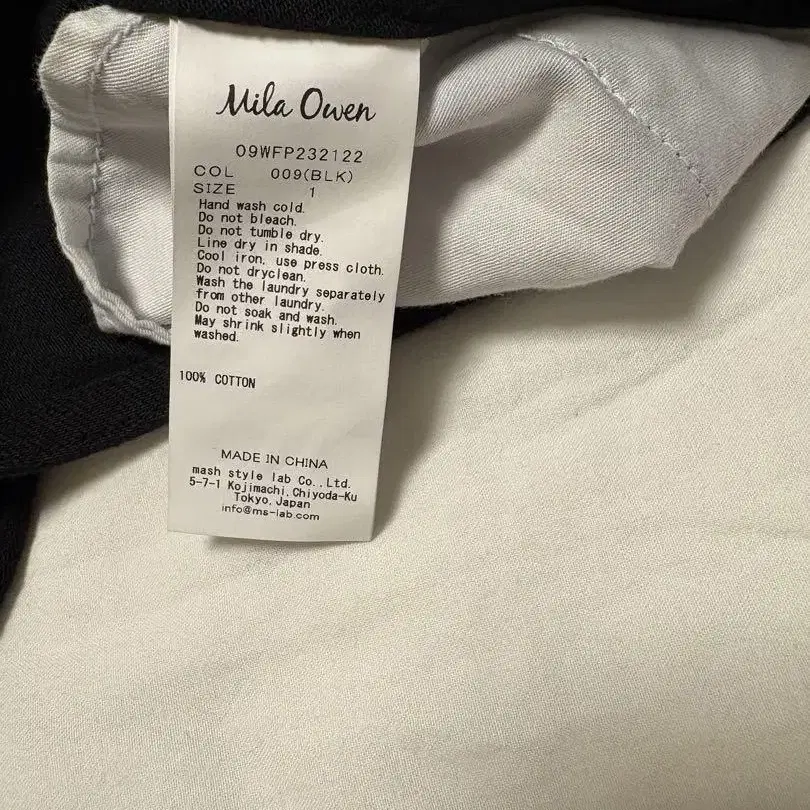 Mila Owen
09WFP232122
COL 009(BLK)
SIZE 1
Hand wash cold.
Do not bleach.
Do not tumble dry.
Line dry in shade.
Cool iron, use press cloth.
Do not dryclean.
Wash the laundry separately
from other laundry.
Do not soak and wash.
May shrink slightly when
washed.
100% COTTON
MADE IN CHINA
mash style lab Co.,Ltd.
5-7-1 Kojimachi,Chiyoda-Ku
Tokyo,Japan
info@ms-lab.com